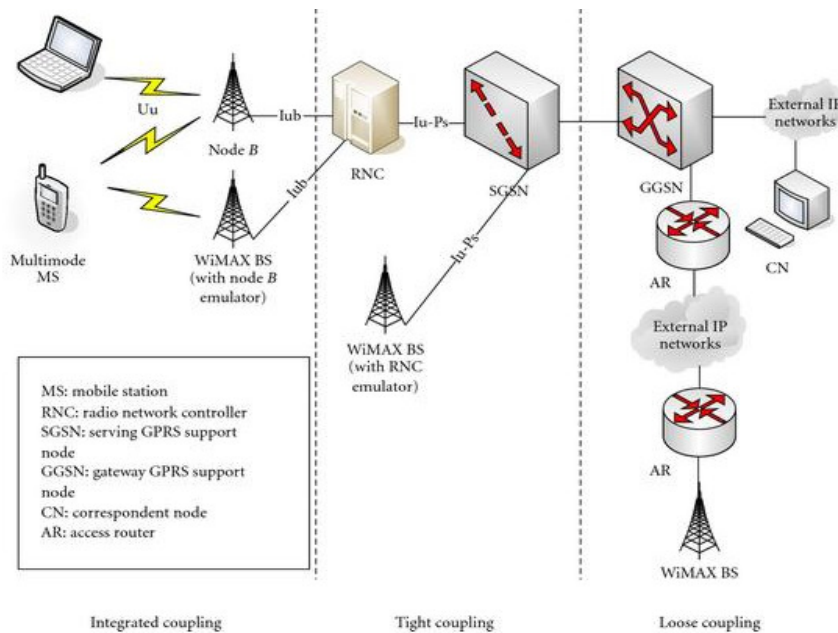 Uu
Node B
Iub
Iub
RNC
Iu-Ps
SGSN
Iu-Ps
GGSN
External IP
networks
CN
AR
Multimode
MS
WiMAX BS
(with node B
emulator)
WiMAX BS
(with RNC
emulator)
External IP
networks
AR
WiMAX BS
MS: mobile station
RNC: radio network controller
SGSN: serving GPRS support
node
GGSN: gateway GPRS support
node
CN: correspondent node
AR: access router
Integrated coupling
Tight coupling
Loose coupling